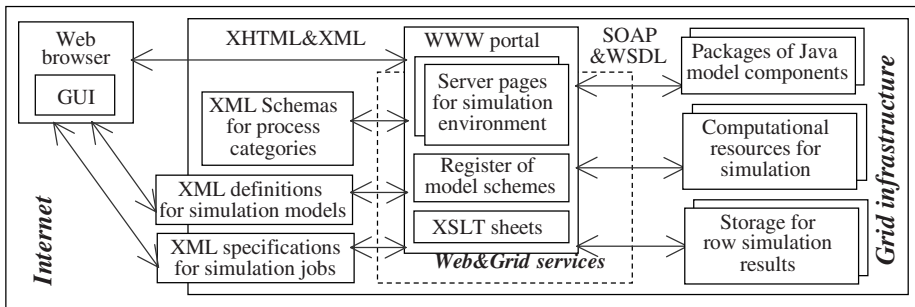 Web
browser
GUI
XHTML&XML
WWW portal
SOAP
&WSDL
Server pages
for simulation
environment
XML Schemas
for process
categories
Register of
model schemes
XML definitions
for simulation models
XSLT sheets
XML specifications
for simulation jobs
Web&Grid services
Packages of Java
model components
Computational
resources for
simulation
Storage for
row simulation
results
Internet
Grid infrastructure